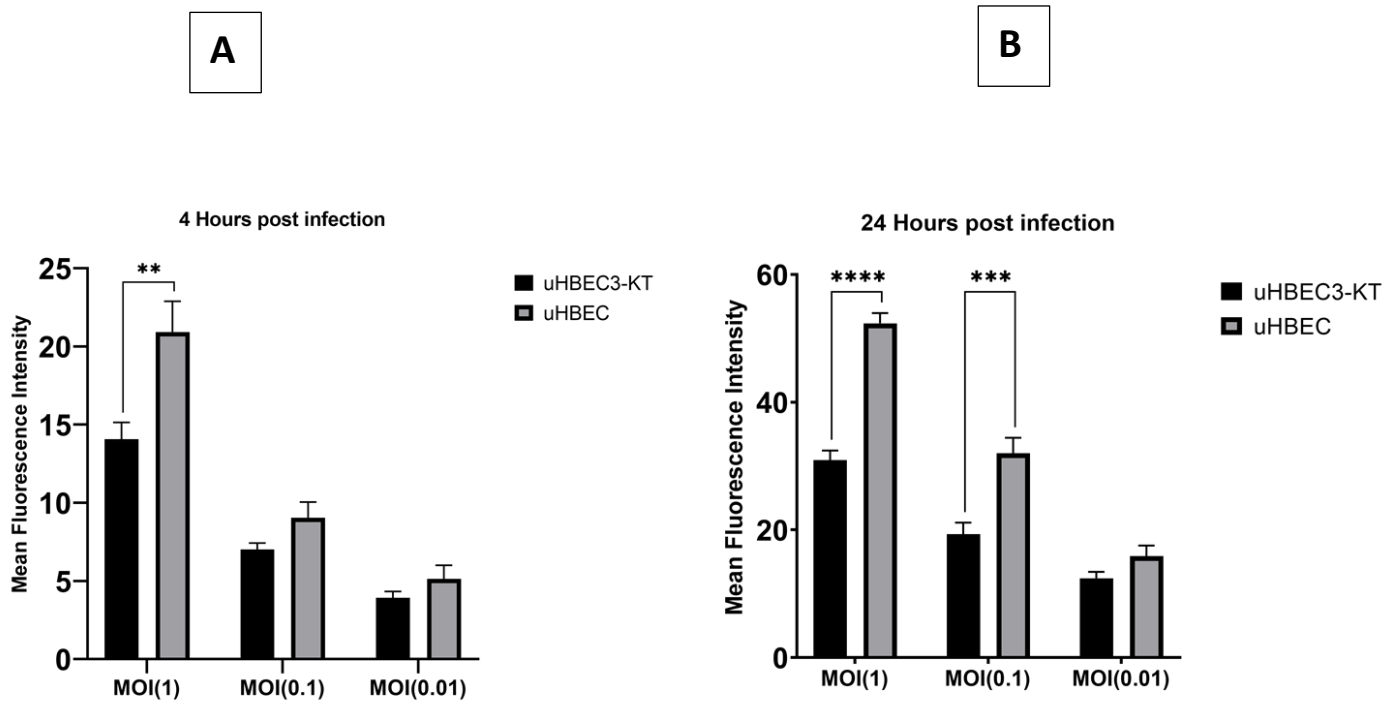 A
B
4 Hours post infection
24 Hours post infection
Mean Fluorescence Intensity
25
20
15
10
5
0
**
uHBEC3-KT
uHBEC
MOI(1)
MOI(0.1)
MOI(0.01)
Mean Fluorescence Intensity
60
40
20
0
****
***
uHBEC3-KT
uHBEC
MOI(1)
MOI(0.1)
MOI(0.01)